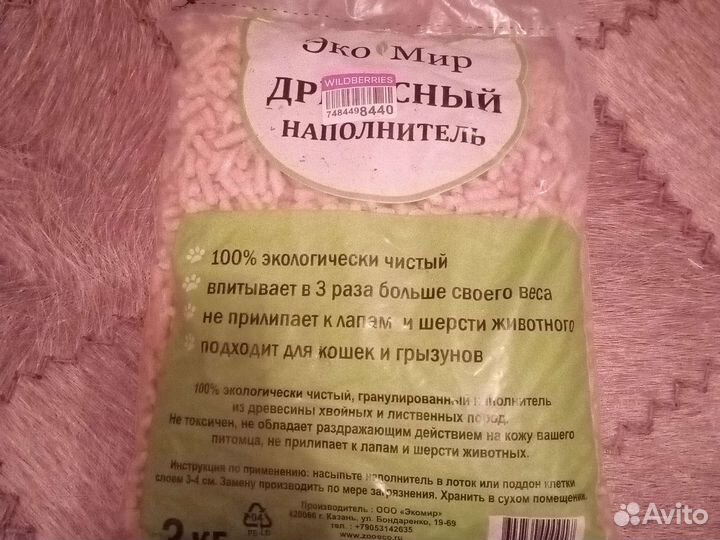 Эко Мир
WILDBERRIES
7484498440
НАПОЛНИТЕЛЬ
100% экологически чистый
впитывает в 3 раза больше своего веса
не прилипает к лапам и шерсти животного
подходит для кошек и грызунов
100% экологически чистый, гранулированный наполнитель
из древесины хвойных и лиственных пород.
Не токсичен, не обладает раздражающим действием на кожу вашего
питомца, не прилипает к лапам и шерсти животных.
Инструкция по применению: насыпьте наполнитель в лоток или поддон клетки
слоем 3-4 см. Замену производить по мере загрязнения. Хранить в сухом помещении.
Производитель : ООО «Экомир»
г. Казань, ул. Бондаренко, 19-69
тел. : +79053142635
04
PE-LD
Avito